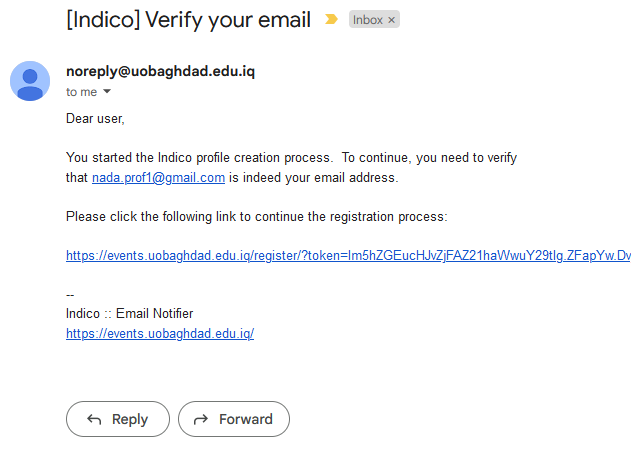 [Indico] Verify your email
Inbox ×
noreply@uobaghdad.edu.iq
to me
Dear user,
You started the Indico profile creation process.  To continue, you need to verify
that nada.prof1@gmail.com is indeed your email address.
Please click the following link to continue the registration process:
https://events.uobaghdad.edu.iq/register/?token=Im5hZGEucHJvZjFAZ21haWwuY29tIg.ZFapYw.Dv
--
Indico :: Email Notifier
https://events.uobaghdad.edu.iq/
Reply
Forward